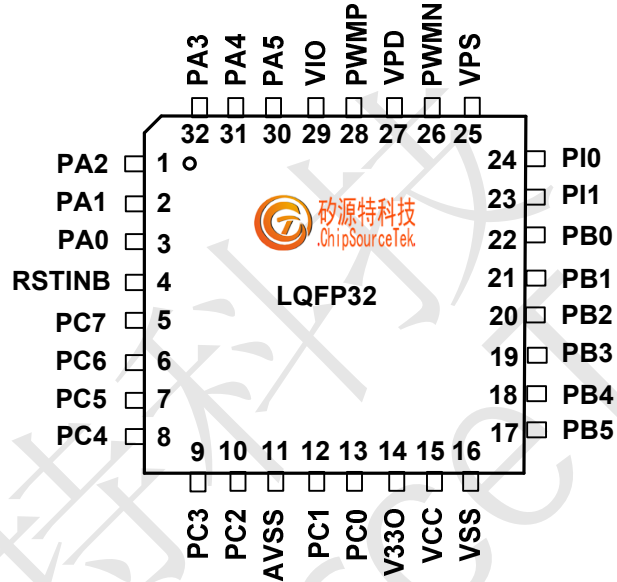 PA3 PA4 PA5 VIO PWMP VPD PWMN VPS
32 31 30 29 28 27 26 25
PA2 1 24 PI0
PA1 2 23 PI1
PA0 3 22 PB0
RSTINB 4 21 PB1
PC7 5 20 PB2
PC6 6 19 PB3
PC5 7 18 PB4
PC4 8 17 PB5
矽源特科技
.ChipSourceTek.
LQFP32
9 10 11 12 13 14 15 16
PC3 PC2 AVSS PC1 PC0 V33O VCC VSS
特科技